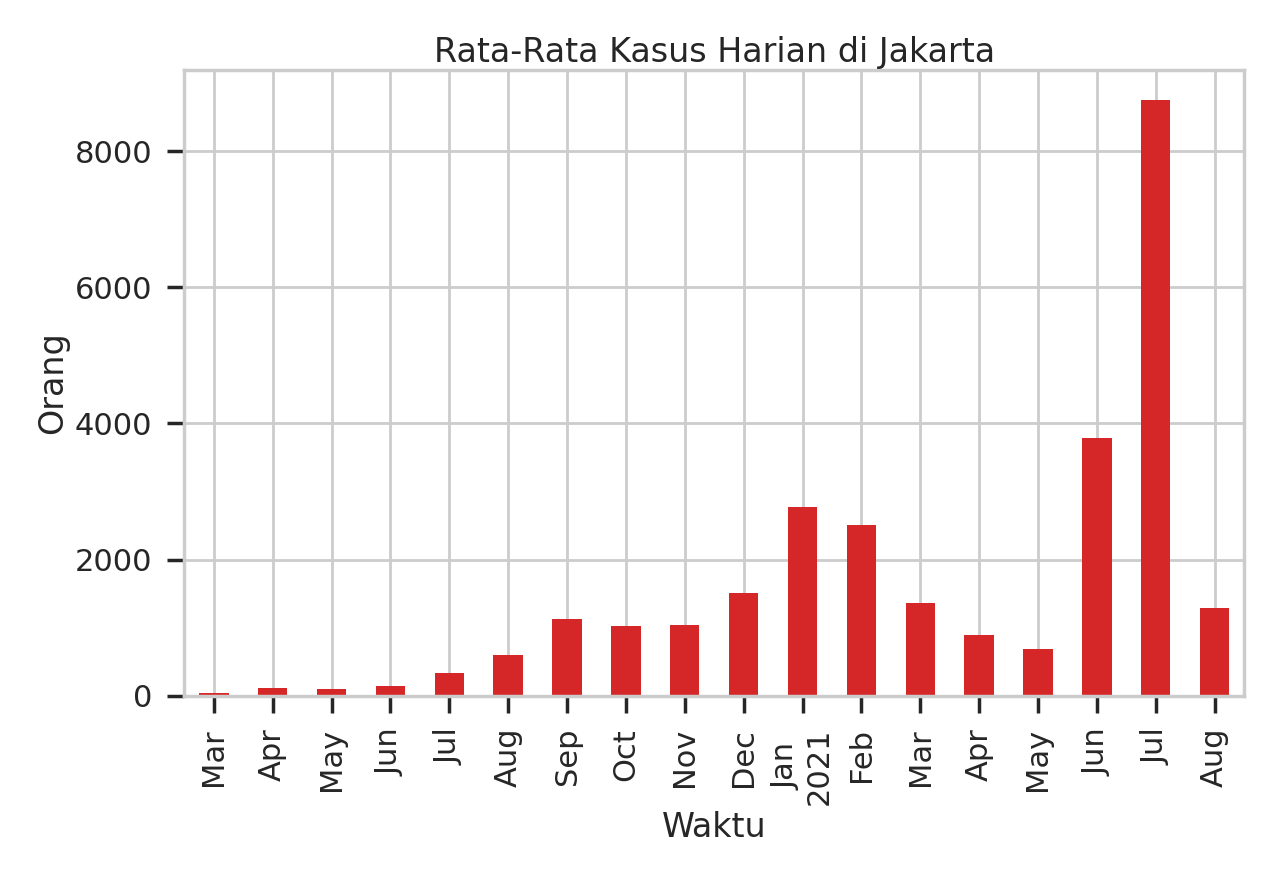 Rata-Rata Kasus Harian di Jakarta
8000
6000
4000
2000
0
Orang
Mar
Apr
May
Jun
Jul
Aug
Sep
Oct
Nov
Dec
Jan
2021
Feb
Mar
Apr
May
Jun
Jul
Aug
Waktu